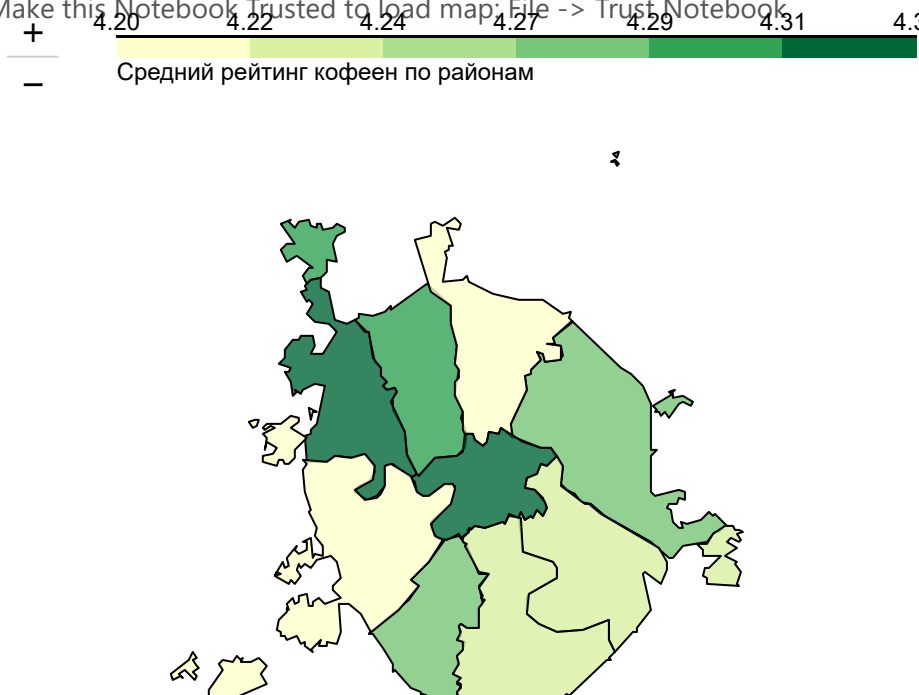 Make this Notebook Trusted to load map: File -> Trust Notebook
4.20 4.22 4.24 4.27 4.29 4.31
+
Средний рейтинг кофеен по районам
−